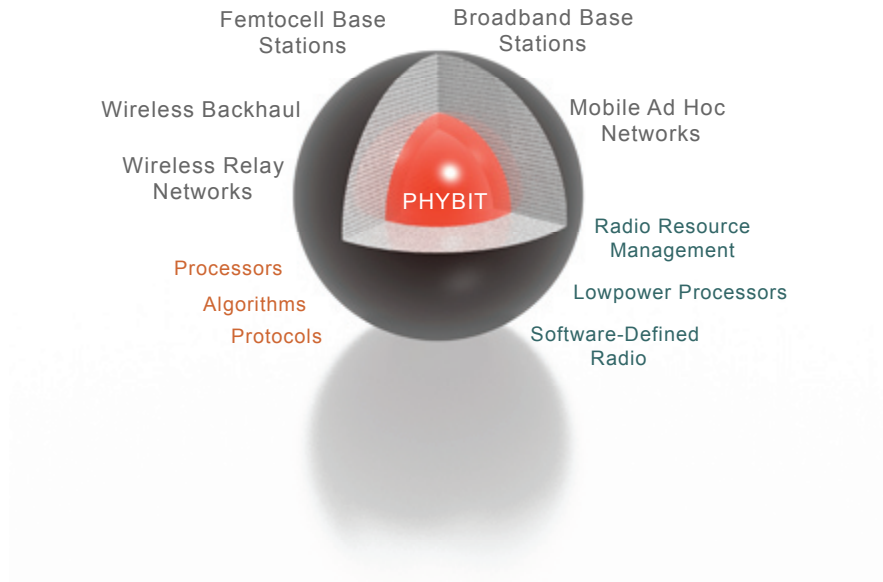 Femtocell Base
Stations
Broadband Base
Stations
Wireless Backhaul
Mobile Ad Hoc
Networks
Wireless Relay
Networks
PHYBIT
Radio Resource
Management
Processors
Lowpower Processors
Algorithms
Protocols
Software-Defined
Radio